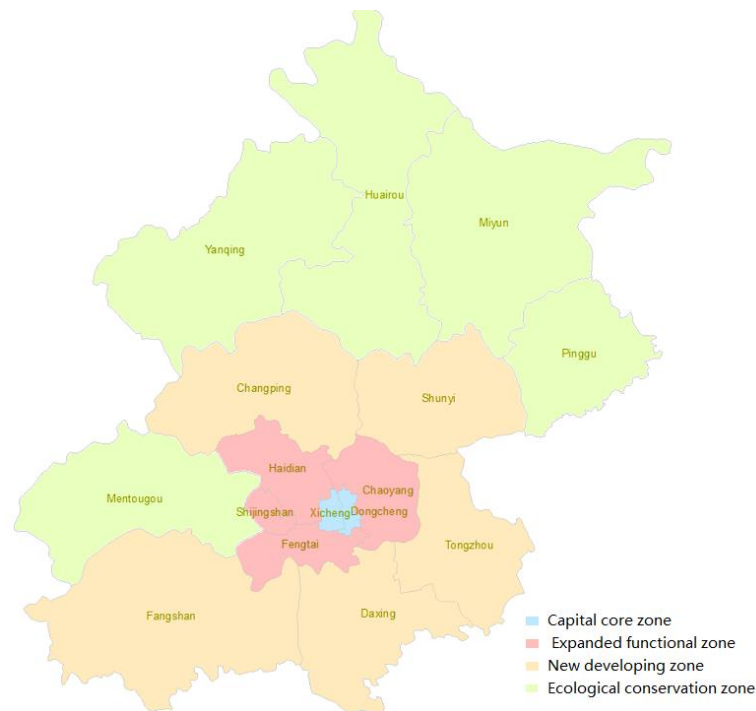 Huairou
Miyun
Yanqing
Pinggu
Changping
Shunyi
Haidian
Chaoyang
Mentougou
Shijingshan
Xicheng
Dongcheng
Fengtai
Tongzhou
Fangshan
Daxing
Capital core zone
Expanded functional zone
New developing zone
Ecological conservation zone